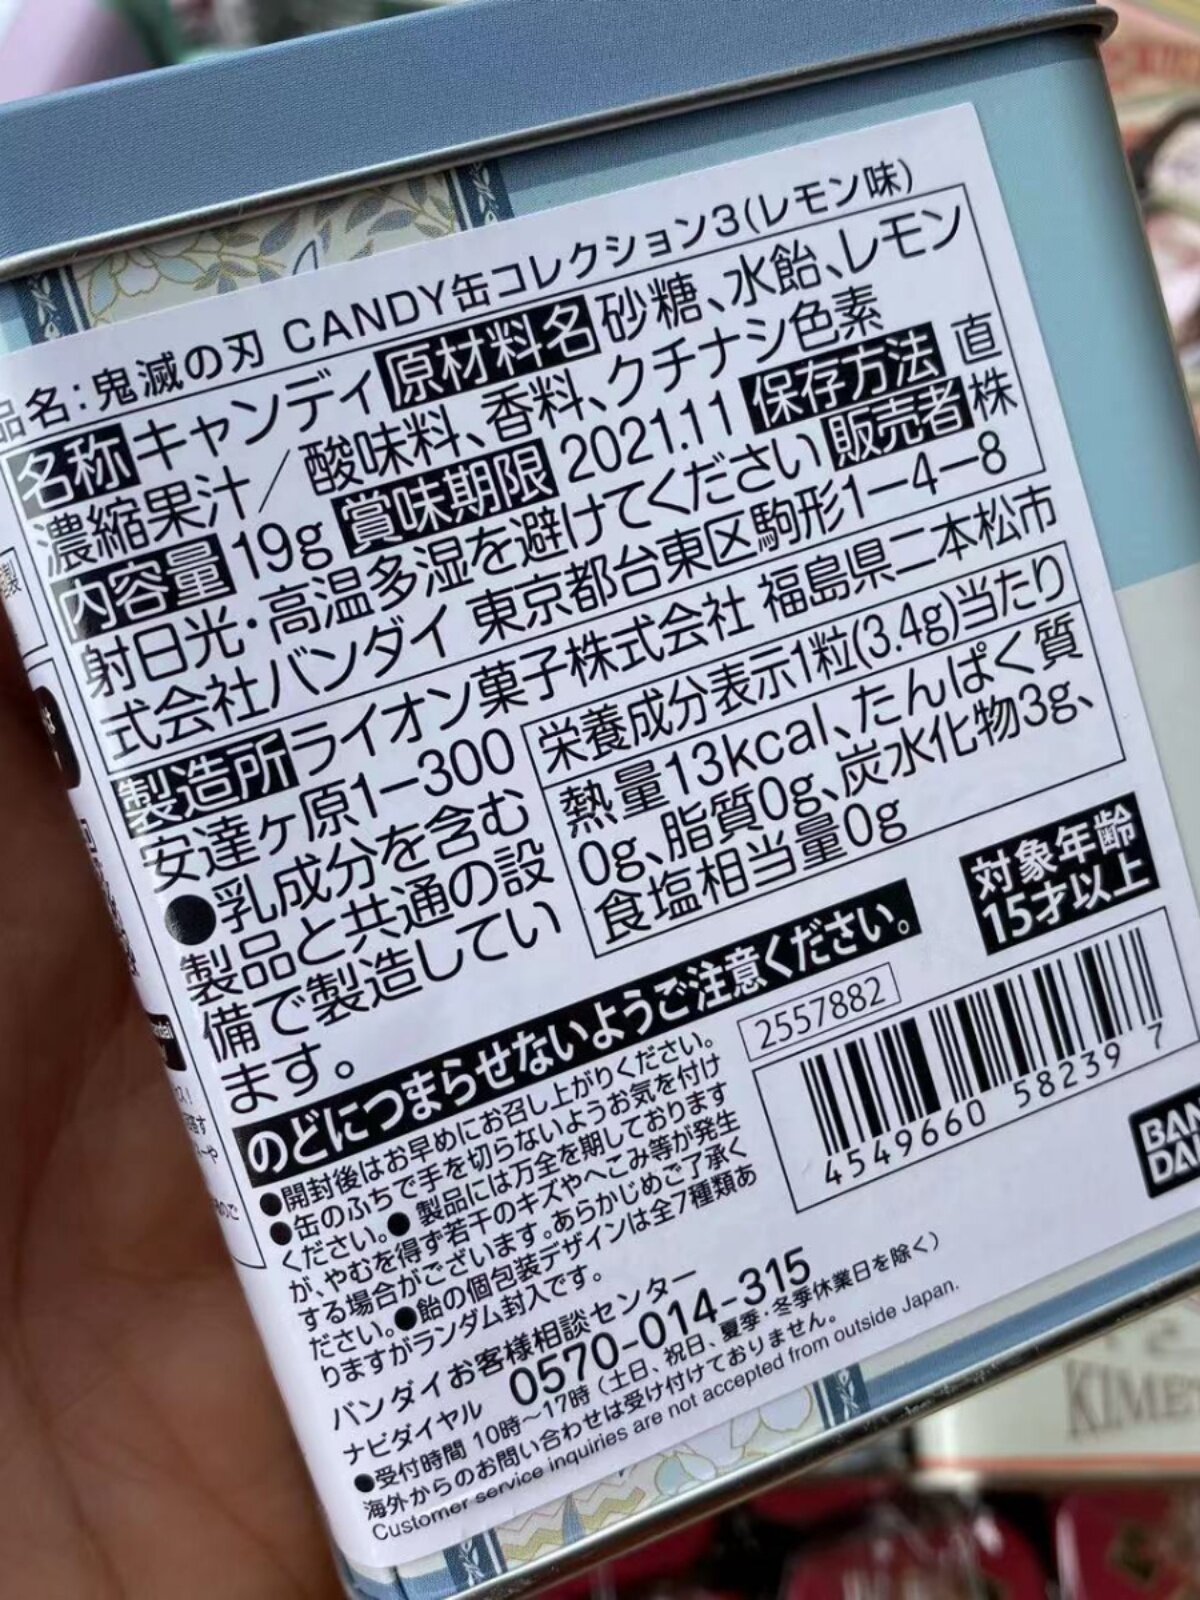 品名:鬼滅の刃 CANDY缶コレクション3(レモン味)
名称キャンディ原材料名砂糖、水飴、レモン
濃縮果汁／酸味料、香料、クチナシ色素
内容量19g賞味期限2021.11保存方法 直
射日光・高温多湿を避けてください販売者株
式会社バンダイ 東京都台東区駒形1ー4ー8
製造所ライオン菓子株式会社 福島県二本松市
安達ヶ原1ー300
●乳成分を含む
製品と共通の設
備で製造してい
ます。
栄養成分表示1粒(3.4g)当たり
熱量13kcal、たんぱく質
0g、脂質0g、炭水化物3g、
食塩相当量0g
対象年齢
15才以上
のどにつまらせないようご注意ください。
●開封後はお早めにお召し上がりください。
●缶のふちで手を切らないようお気を付け
ください。●製品には万全を期しております
が、やむを得ず若干のキズやへこみ等が発生
する場合がございます。あらかじめご了承く
ださい。●飴の個包装デザインは全7種類あ
りますがランダム封入です。
2557882
4549660 58239 7
BAN
DAI
バンダイお客様相談センター
ナビダイヤル 0570-014-315
●受付時間 10時〜17時(土日、祝日、夏季・冬季休業日を除く)
海外からのお問い合わせは受け付けておりません。
Customer service inquiries are not accepted from outside Japan.
KIME